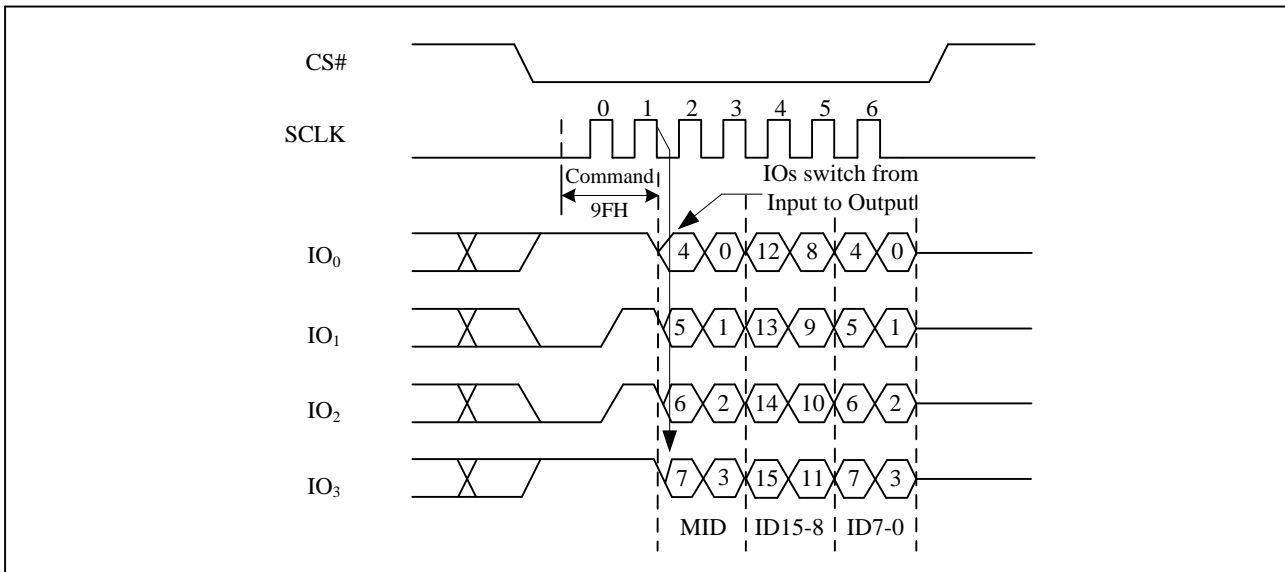 CS#
0 1 2 3 4 5 6
SCLK
Command
9FH
IOs switch from
Input to Output
IO₀ 4 0 12 8 4 0
IO₁ 5 1 13 9 5 1
IO₂ 6 2 14 10 6 2
IO₃ 7 3 15 11 7 3
MID ID15-8 ID7-0